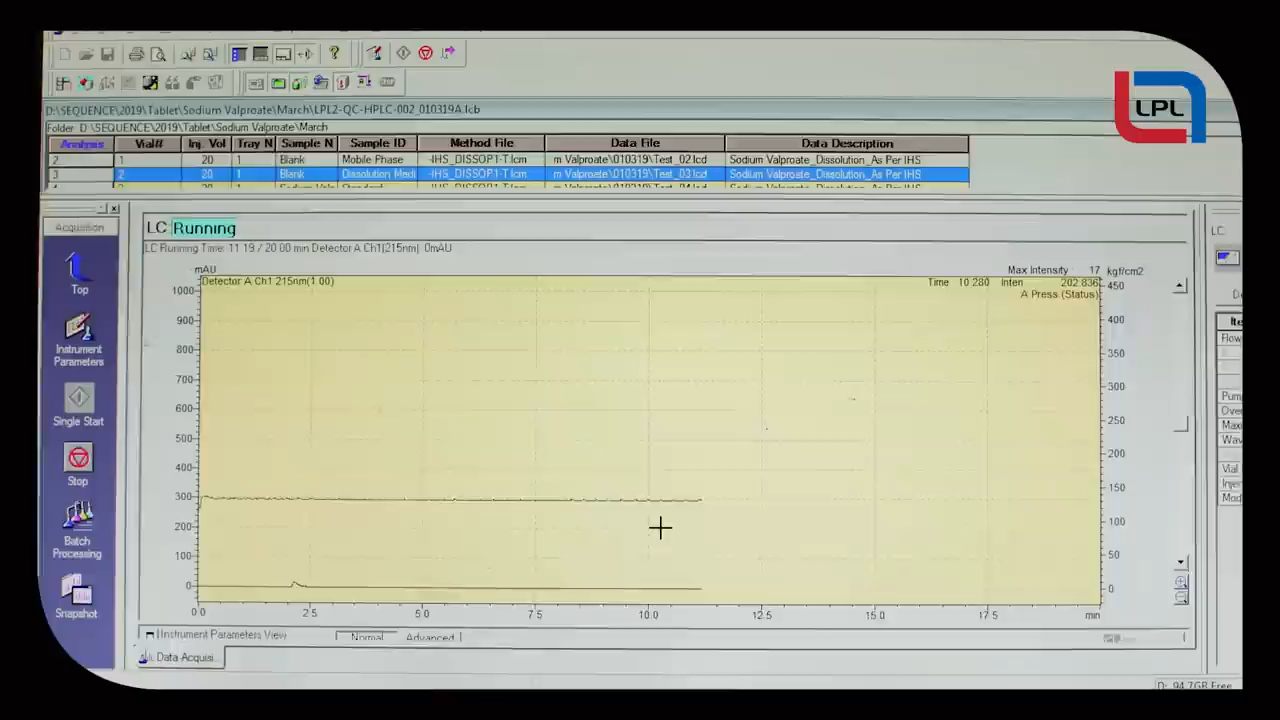 LPL
D:\SEQUENCE\2019\Tablet\Sodium Valproate\March\LPL2-QC-HPLC-002_010319A.lcb
Folder D:\SEQUENCE\2019\Tablet\Sodium Valproate\March
Analysis Vial# Inj. Vol Tray N Sample N Sample ID Method File Data File Data Description
2 1 20 1 Blank Mobile Phase -IHS_DISSOP1-T.lcm m Valproate\010319\Test_02.lcd Sodium Valproate_Dissolution_As Per IHS
3 2 20 1 Blank Dissolution Medi -IHS_DISSOP1-T.lcm m Valproate\010319\Test_03.lcd Sodium Valproate_Dissolution_As Per IHS
Acquisition
LC Running
LC
LC Running Time: 11.19 / 20.00 min Detector A Ch1(215nm) 0mAU
Top
Instrument
Parameters
Single Start
Stop
Batch
Processing
Snapshot
mAU
Max Intensity 17 kgf/cm2
Detector A Ch1 215nm(1.00)
Time 10.280 Inten 202.836
A Press (Status)
1000
900
800
700
600
500
400
300
200
100
0
450
400
350
300
250
200
150
100
50
0
0.0 2.5 5.0 7.5 10.0 12.5 15.0 17.5 min
Flow
Pum
Vial
Instrument Parameters View Normal Advanced
Data Acquisi
D: 94.7GB Free